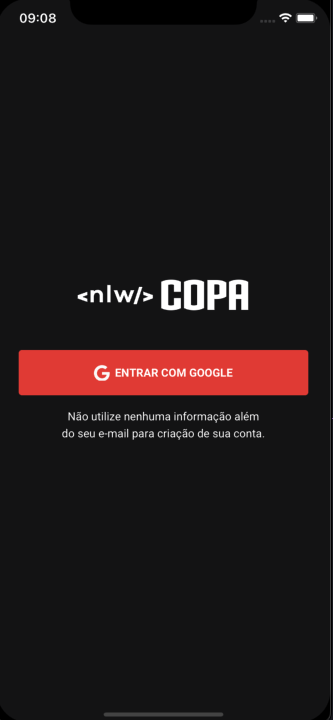 09:08
<nlw/> COPA
G ENTRAR COM GOOGLE
Não utilize nenhuma informação além
do seu e-mail para criação de sua conta.